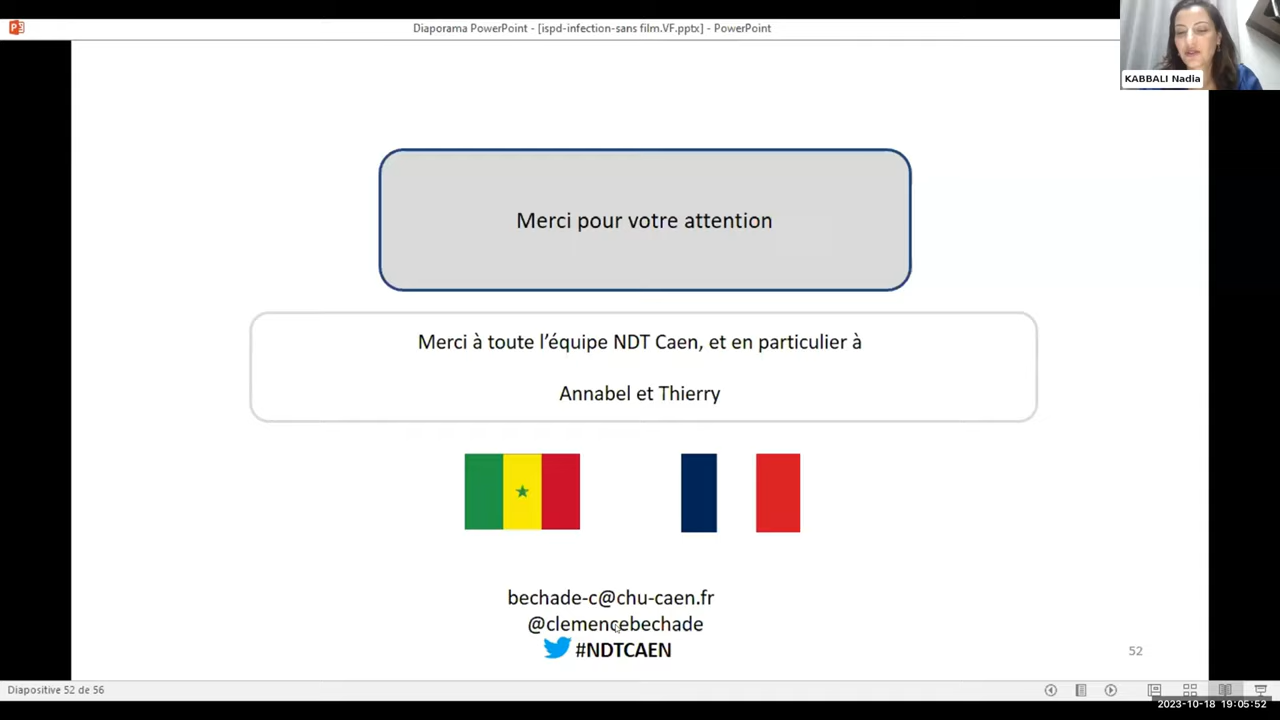 Diaporama PowerPoint - [ispd-infection-sans film.VF.pptx] - PowerPoint
KABBALI Nadia
Merci pour votre attention
Merci à toute l'équipe NDT Caen, et en particulier à
Annabel et Thierry
bechade-c@chu-caen.fr
@clemencebechade
#NDTCAEN
52
Diapositive 52 de 56
2023-10-18 19:05:52